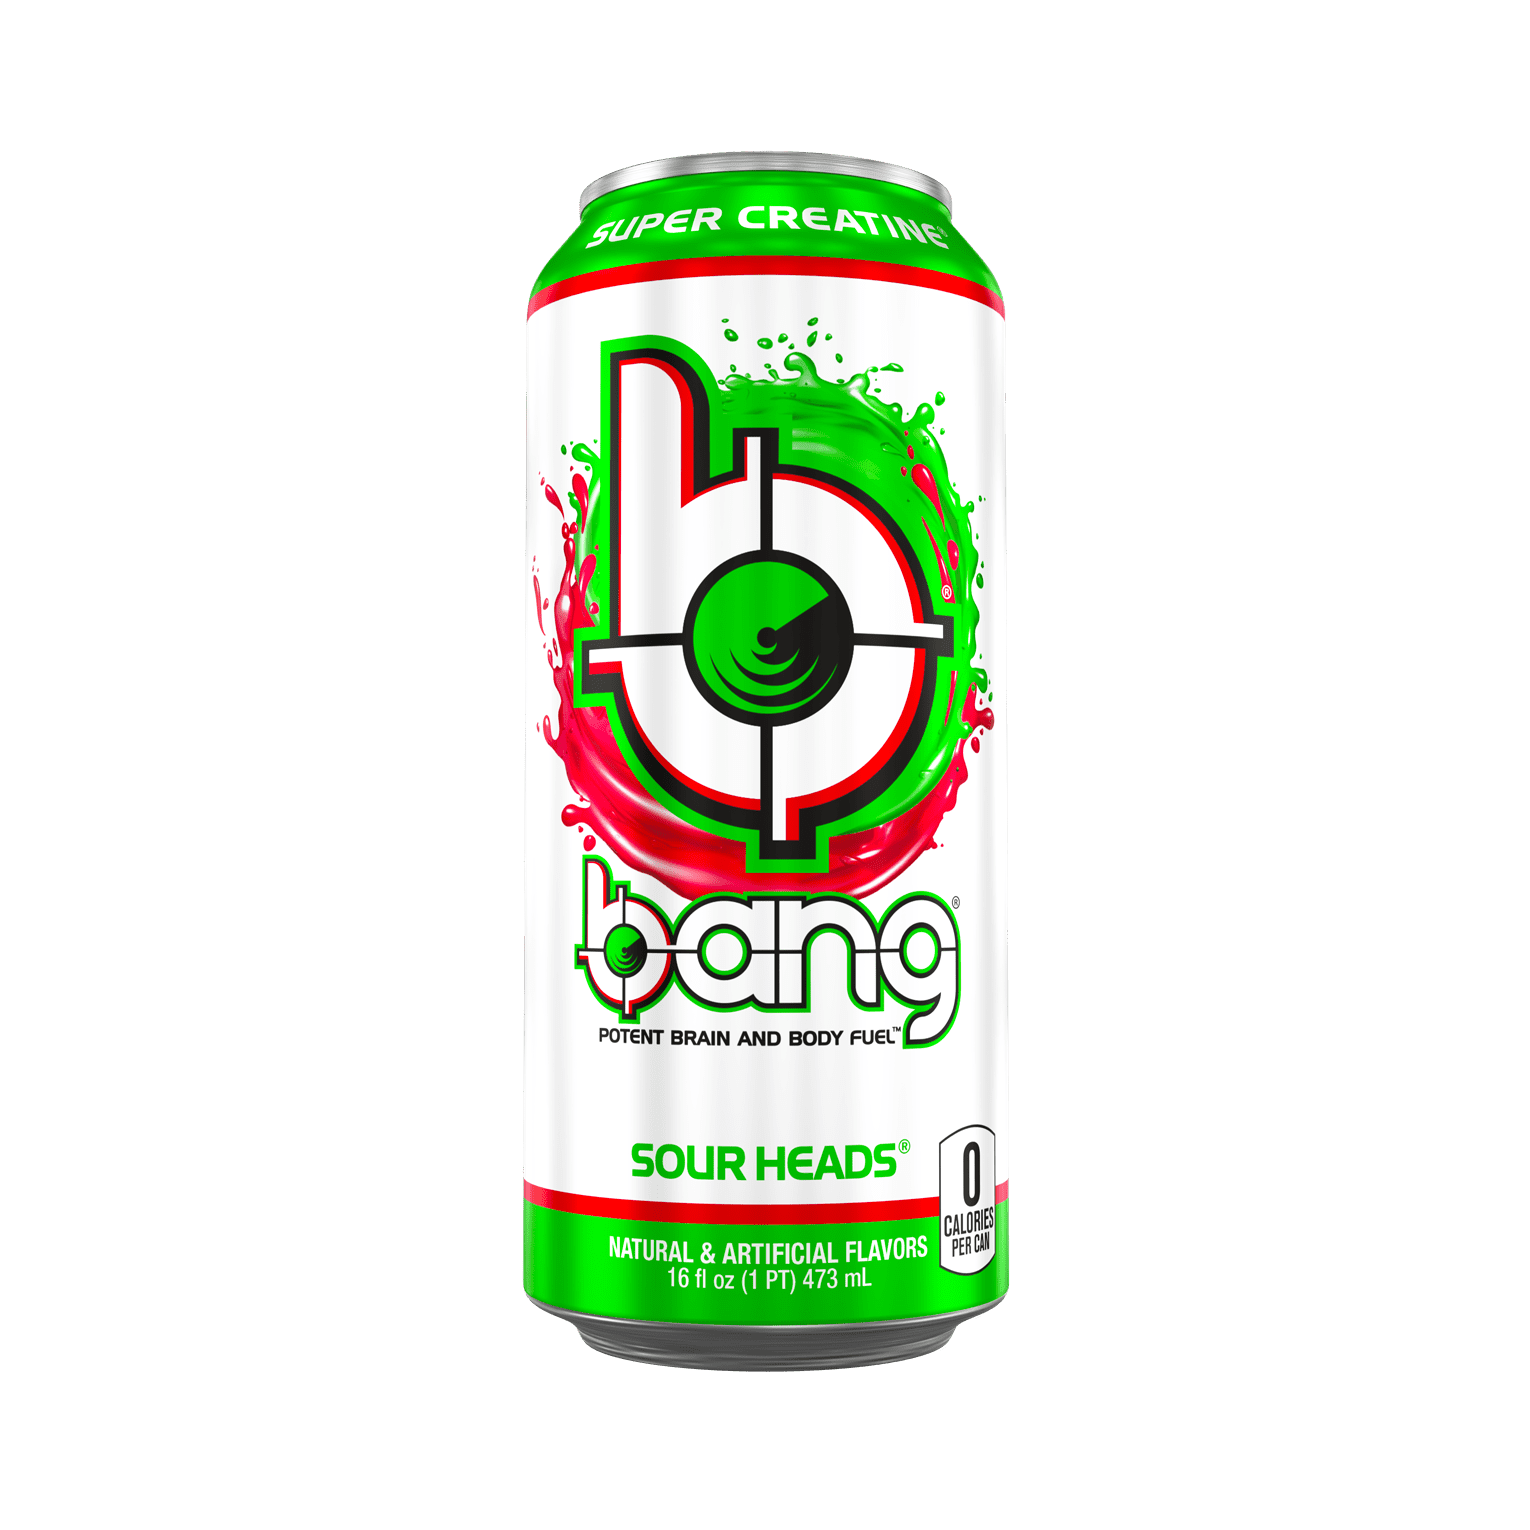 SUPER CREATINE®
®
bang®
POTENT BRAIN AND BODY FUEL™
SOUR HEADS®
0
CALORIES
PER CAN
NATURAL & ARTIFICIAL FLAVORS
16 fl oz (1 PT) 473 mL